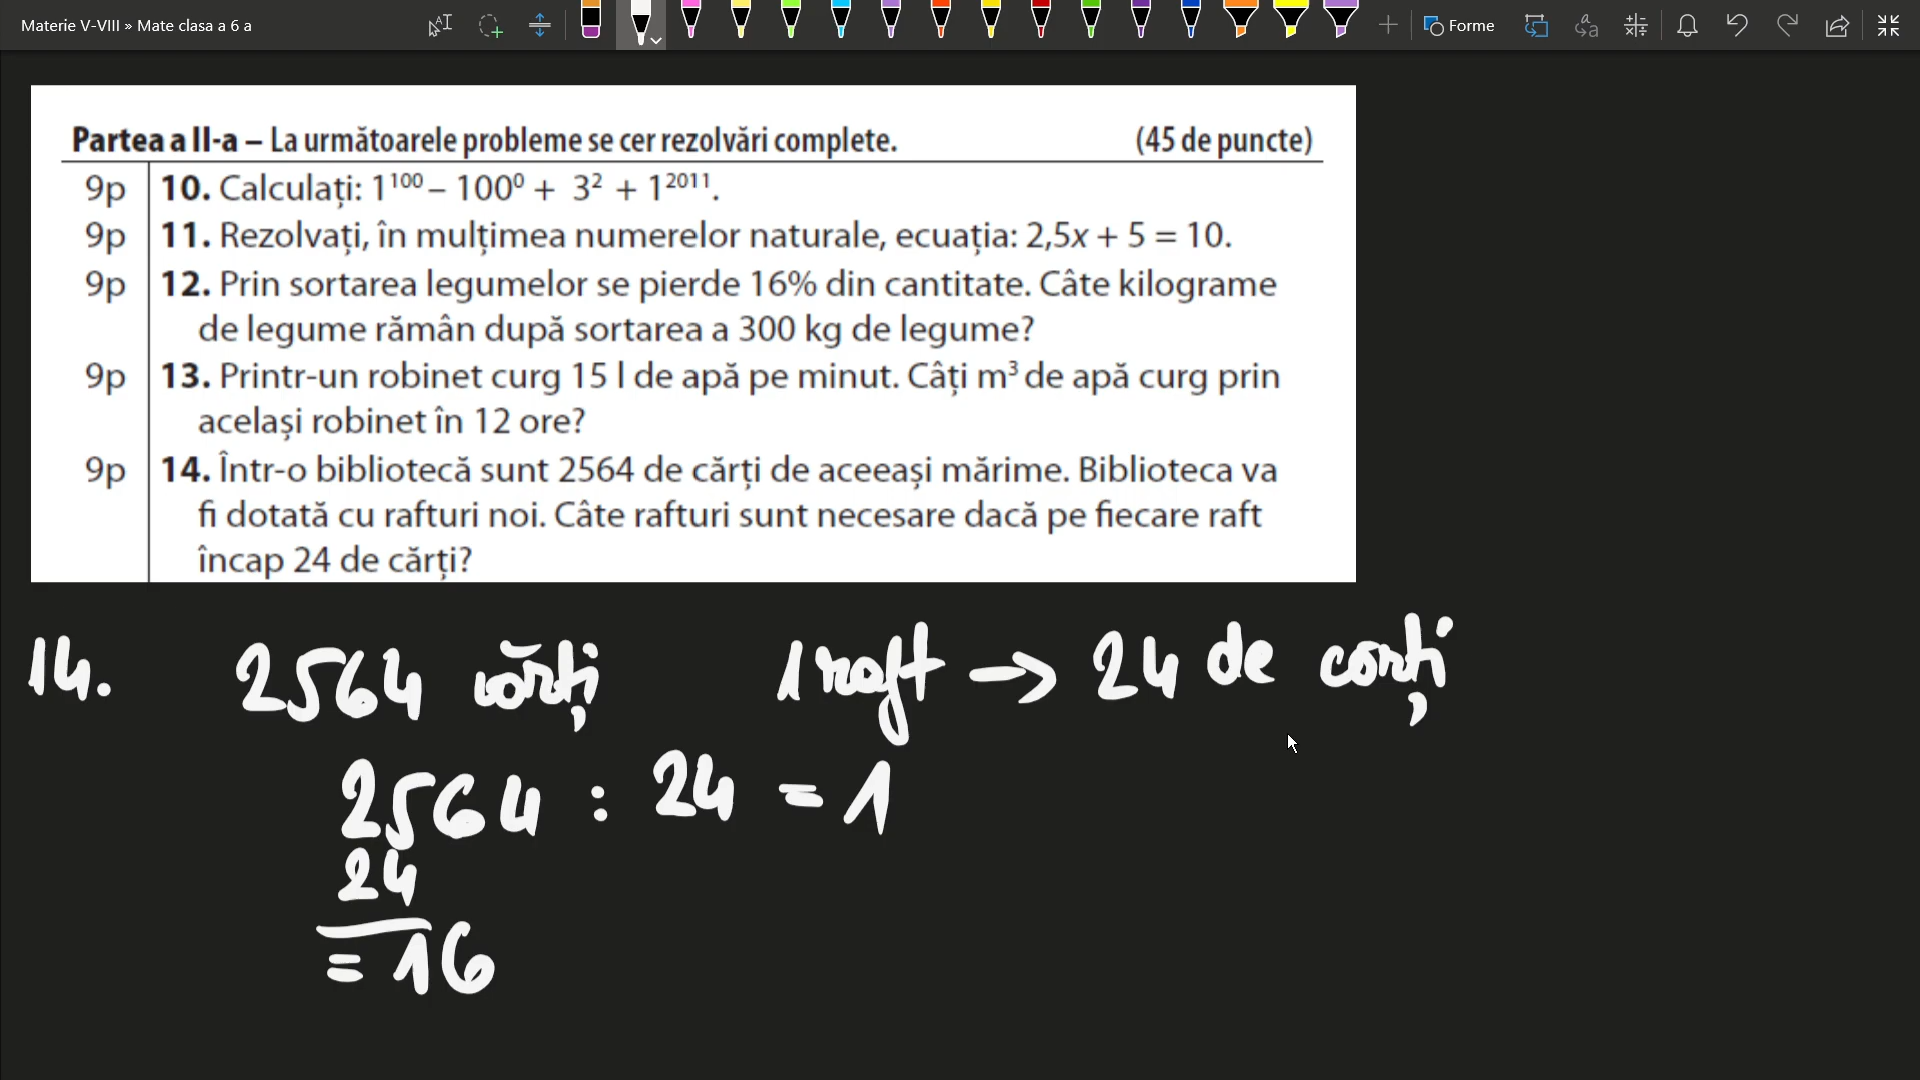 Materie V-VIII » Mate clasa a 6 a
Forme
Partea a II-a – La următoarele probleme se cer rezolvări complete. (45 de puncte)
9p 10. Calculați: 1¹⁰⁰ – 100⁰ + 3² + 1²⁰¹¹.
9p 11. Rezolvați, în mulțimea numerelor naturale, ecuația: 2,5x + 5 = 10.
9p 12. Prin sortarea legumelor se pierde 16% din cantitate. Câte kilograme
de legume rămân după sortarea a 300 kg de legume?
9p 13. Printr-un robinet curg 15 l de apă pe minut. Câți m³ de apă curg prin
același robinet în 12 ore?
9p 14. Într-o bibliotecă sunt 2564 de cărți de aceeași mărime. Biblioteca va
fi dotată cu rafturi noi. Câte rafturi sunt necesare dacă pe fiecare raft
încap 24 de cărți?
14. 2564 cărți 1 raft → 24 de carți
2564 : 24 = 1
24
= 16